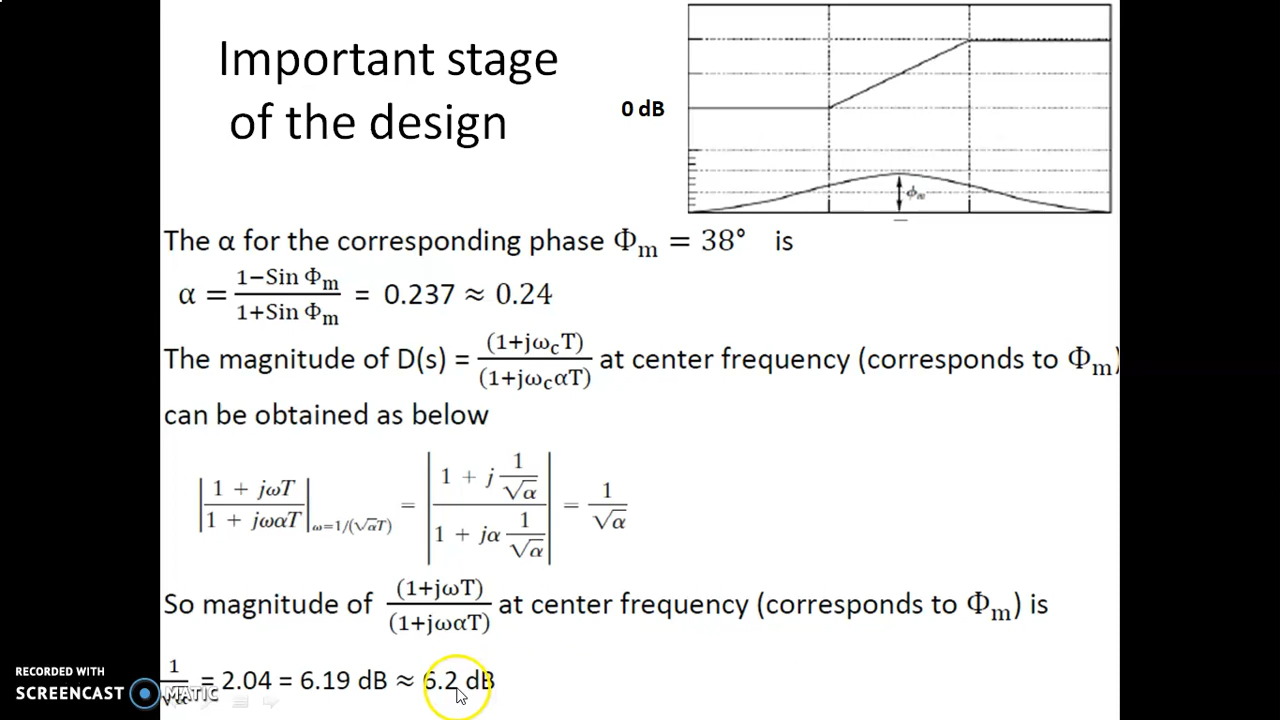 Important stage
of the design
0 dB
ϕm
The α for the corresponding phase Φm = 38° is
α = 1−Sin Φm / 1+Sin Φm = 0.237 ≈ 0.24
The magnitude of D(s) = (1+jωcT) / (1+jωcαT) at center frequency (corresponds to Φm)
can be obtained as below
|1 + jωT / 1 + jωαT| ω=1/(√αT) = |1 + j 1/√α / 1 + jα 1/√α| = 1/√α
So magnitude of (1+jωT) / (1+jωαT) at center frequency (corresponds to Φm) is
1/√α = 2.04 = 6.19 dB ≈ 6.2 dB
RECORDED WITH
SCREENCAST MATIC